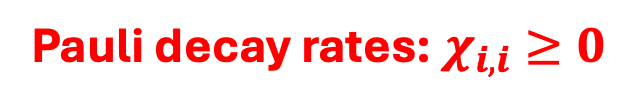 Pauli decay rates: χ_{i,i} ≥ 0